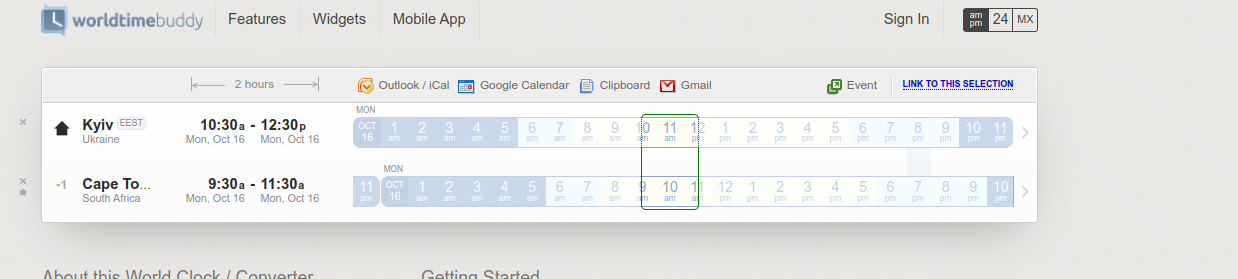 worldtimebuddy Features Widgets Mobile App Sign In am pm 24 MX
2 hours Outlook / iCal Google Calendar Clipboard Gmail Event LINK TO THIS SELECTION
MON
Kyiv EEST 10:30a - 12:30p OCT 16 1 am 2 am 3 am 4 am 5 am 6 am 7 am 8 am 9 am 10 am 11 am 12 pm 1 pm 2 pm 3 pm 4 pm 5 pm 6 pm 7 pm 8 pm 9 pm 10 pm 11 pm
Ukraine Mon, Oct 16 Mon, Oct 16
MON
-1 Cape To... 9:30a - 11:30a 11 pm OCT 16 1 am 2 am 3 am 4 am 5 am 6 am 7 am 8 am 9 am 10 am 11 am 12 pm 1 pm 2 pm 3 pm 4 pm 5 pm 6 pm 7 pm 8 pm 9 pm 10 pm
South Africa Mon, Oct 16 Mon, Oct 16
About this World Clock / Converter Getting Started